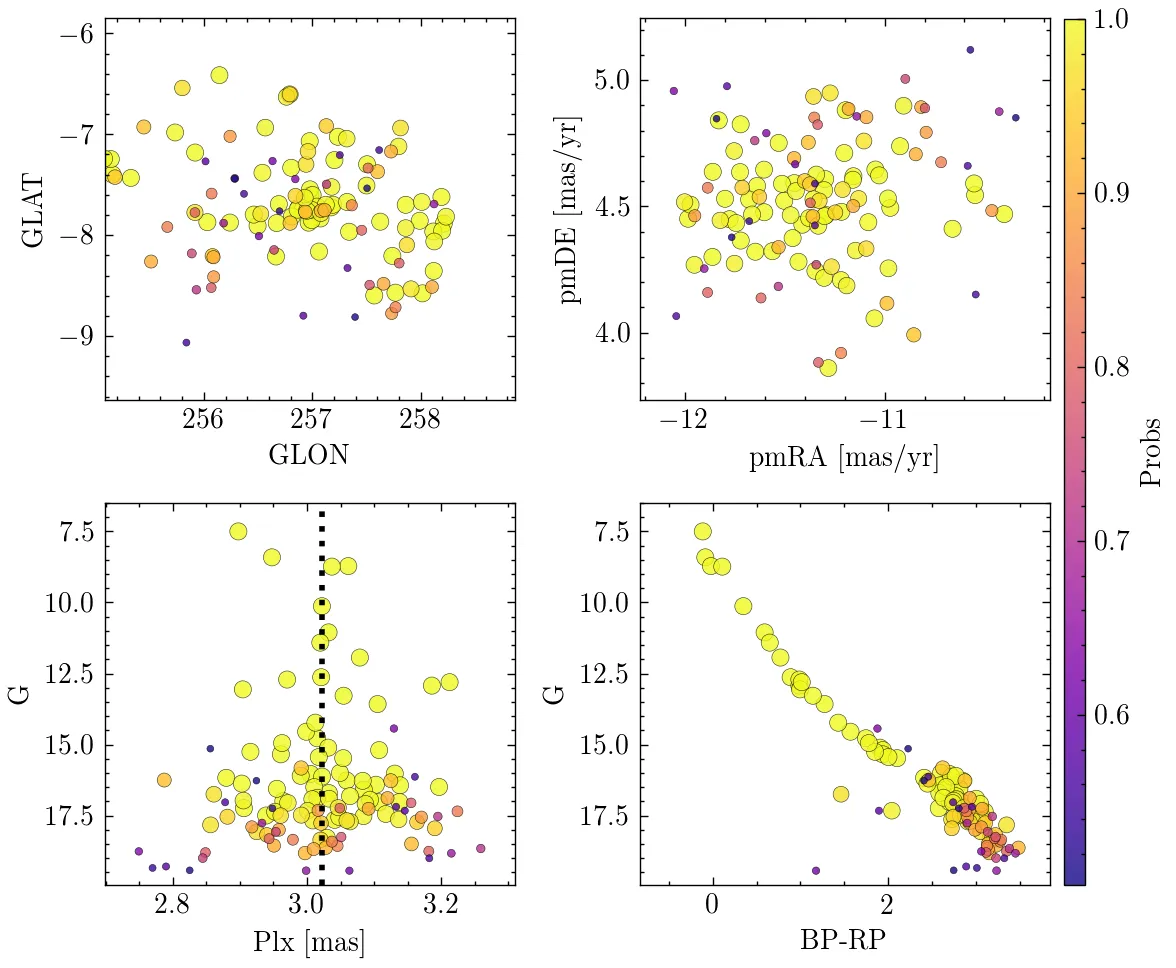 −6
−7
−8
−9
GLAT
256 257 258
GLON
5.0
4.5
4.0
pmDE [mas/yr]
−12 −11
pmRA [mas/yr]
1.0
0.9
0.8
0.7
0.6
Probs
7.5
10.0
12.5
15.0
17.5
G
2.8 3.0 3.2
Plx [mas]
7.5
10.0
12.5
15.0
17.5
G
0 2
BP-RP